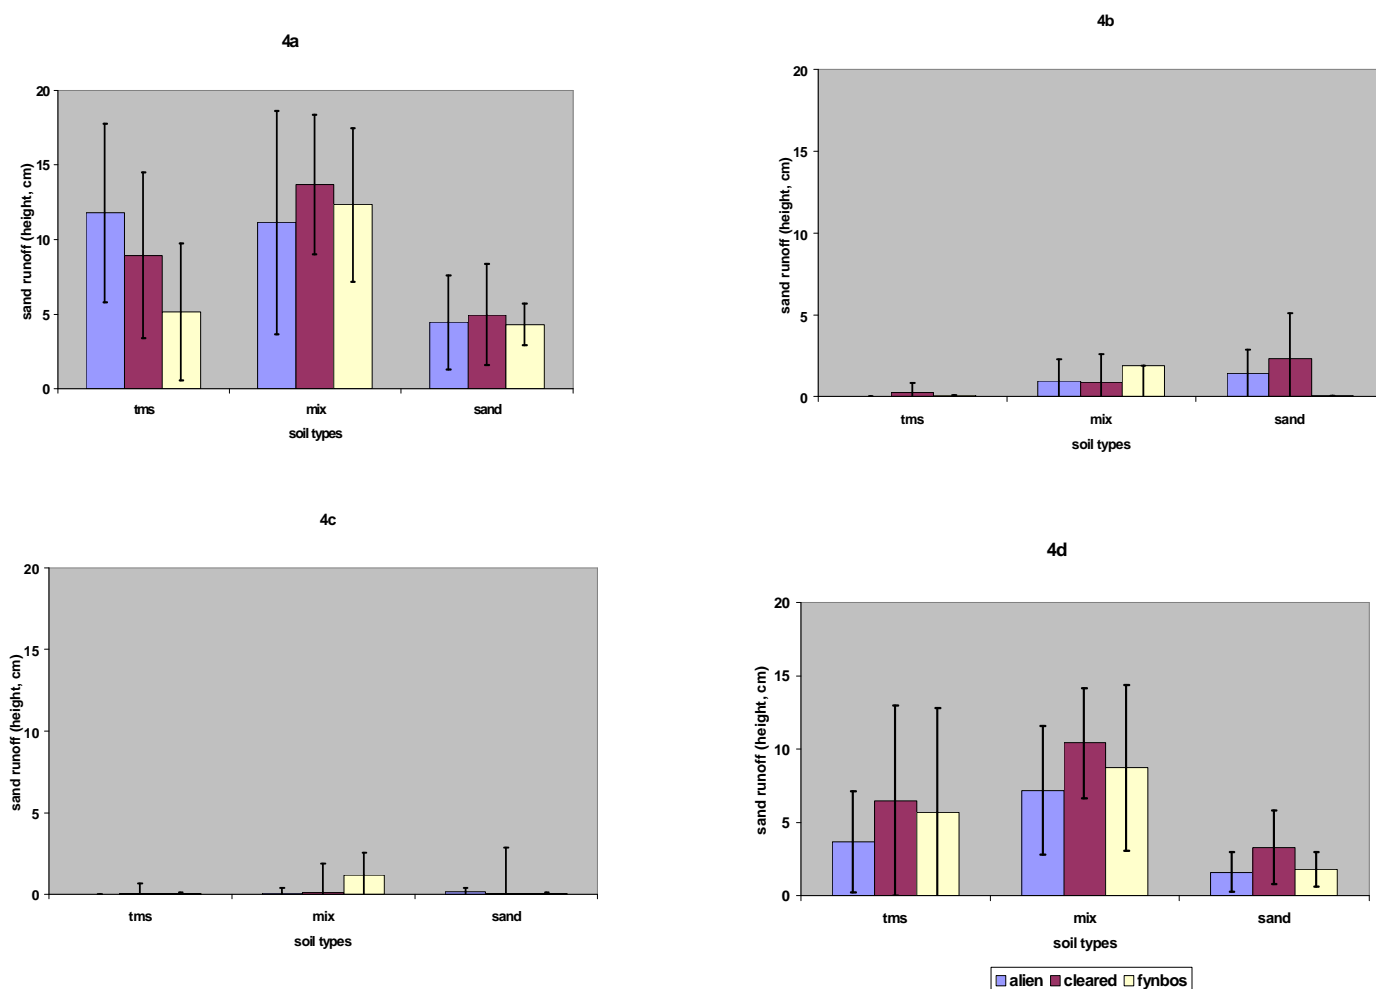 4a
sand runoff (height, cm)
20
15
10
5
0
tms mix sand
soil types
4b
sand runoff (height, cm)
20
15
10
5
0
tms mix sand
soil types
4c
sand runoff (height, cm)
20
15
10
5
0
tms mix sand
soil types
4d
sand runoff (height, cm)
20
15
10
5
0
tms mix sand
soil types
alien cleared fynbos